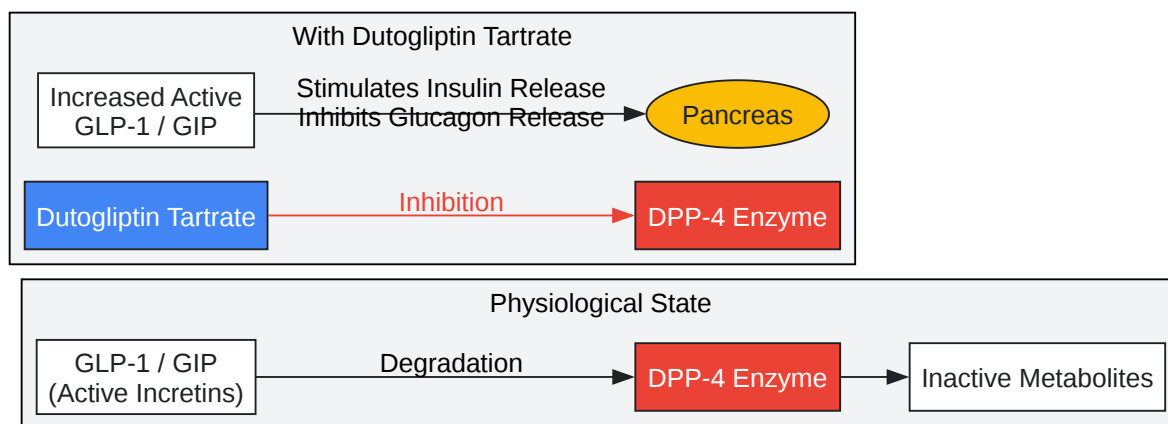 With Dutogliptin Tartrate
Increased Active
GLP-1 / GIP
Stimulates Insulin Release
Inhibits Glucagon Release
Pancreas
Dutogliptin Tartrate
Inhibition
DPP-4 Enzyme
Physiological State
GLP-1 / GIP
(Active Incretins)
Degradation
DPP-4 Enzyme
Inactive Metabolites